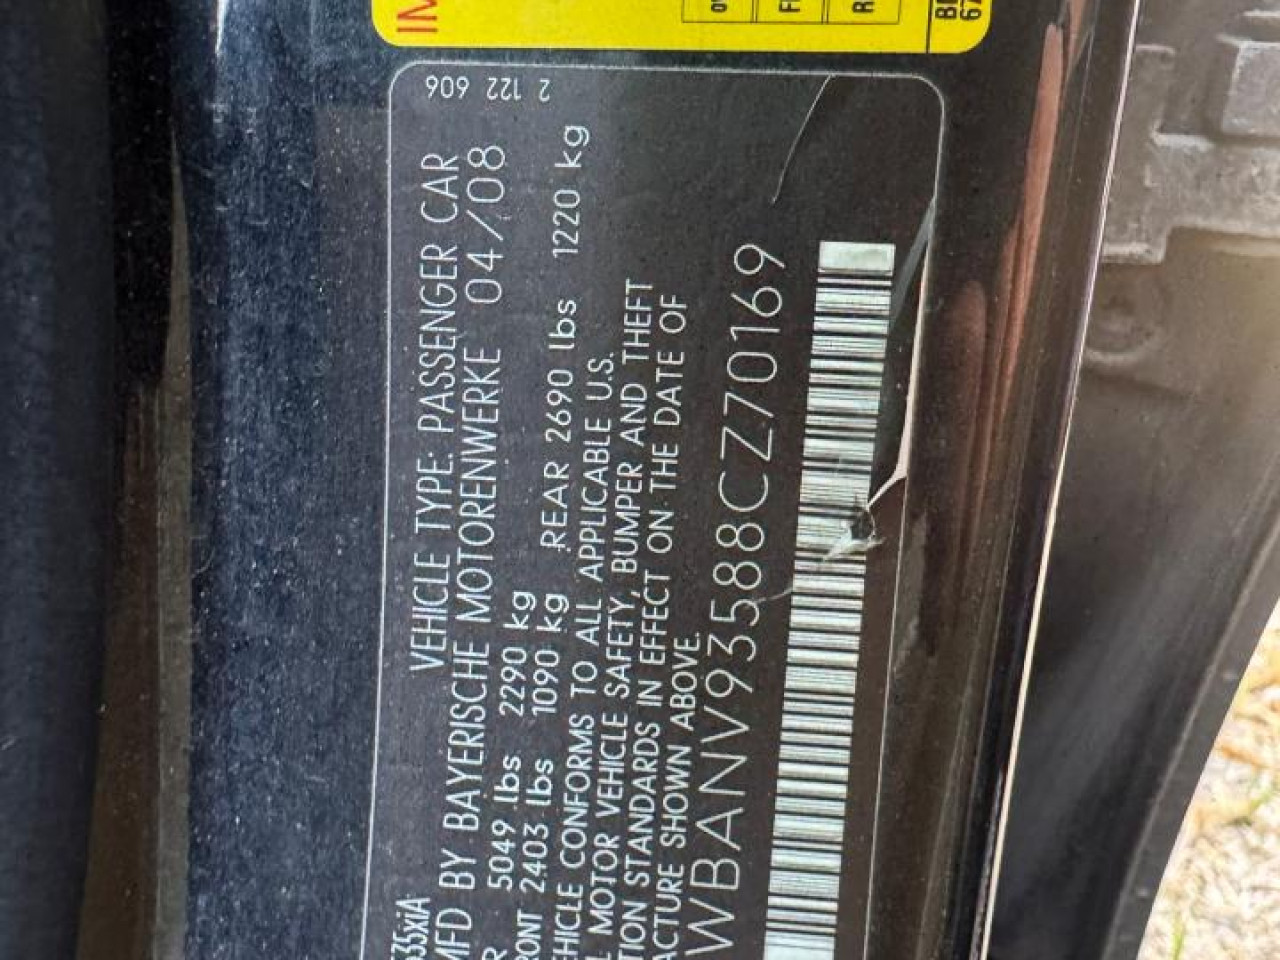 2 122 606
VEHICLE TYPE: PASSENGER CAR
535xiA
MFD BY BAYERISCHE MOTORENWERKE 04/08
R 5049 lbs 2290 kg
RONT 2403 lbs 1090 kg REAR 2690 lbs 1220 kg
EHICLE CONFORMS TO ALL APPLICABLE U.S.
L MOTOR VEHICLE SAFETY, BUMPER AND THEFT
TION STANDARDS IN EFFECT ON THE DATE OF
ACTURE SHOWN ABOVE.
WBANV93588CZ70169